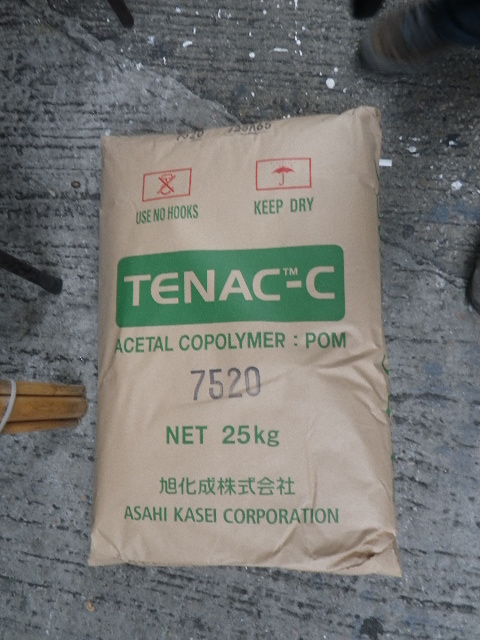 7520
USE NO HOOKS
KEEP DRY
TENAC™-C
ACETAL COPOLYMER : POM
7520
NET 25kg
旭化成株式会社
ASAHI KASEI CORPORATION